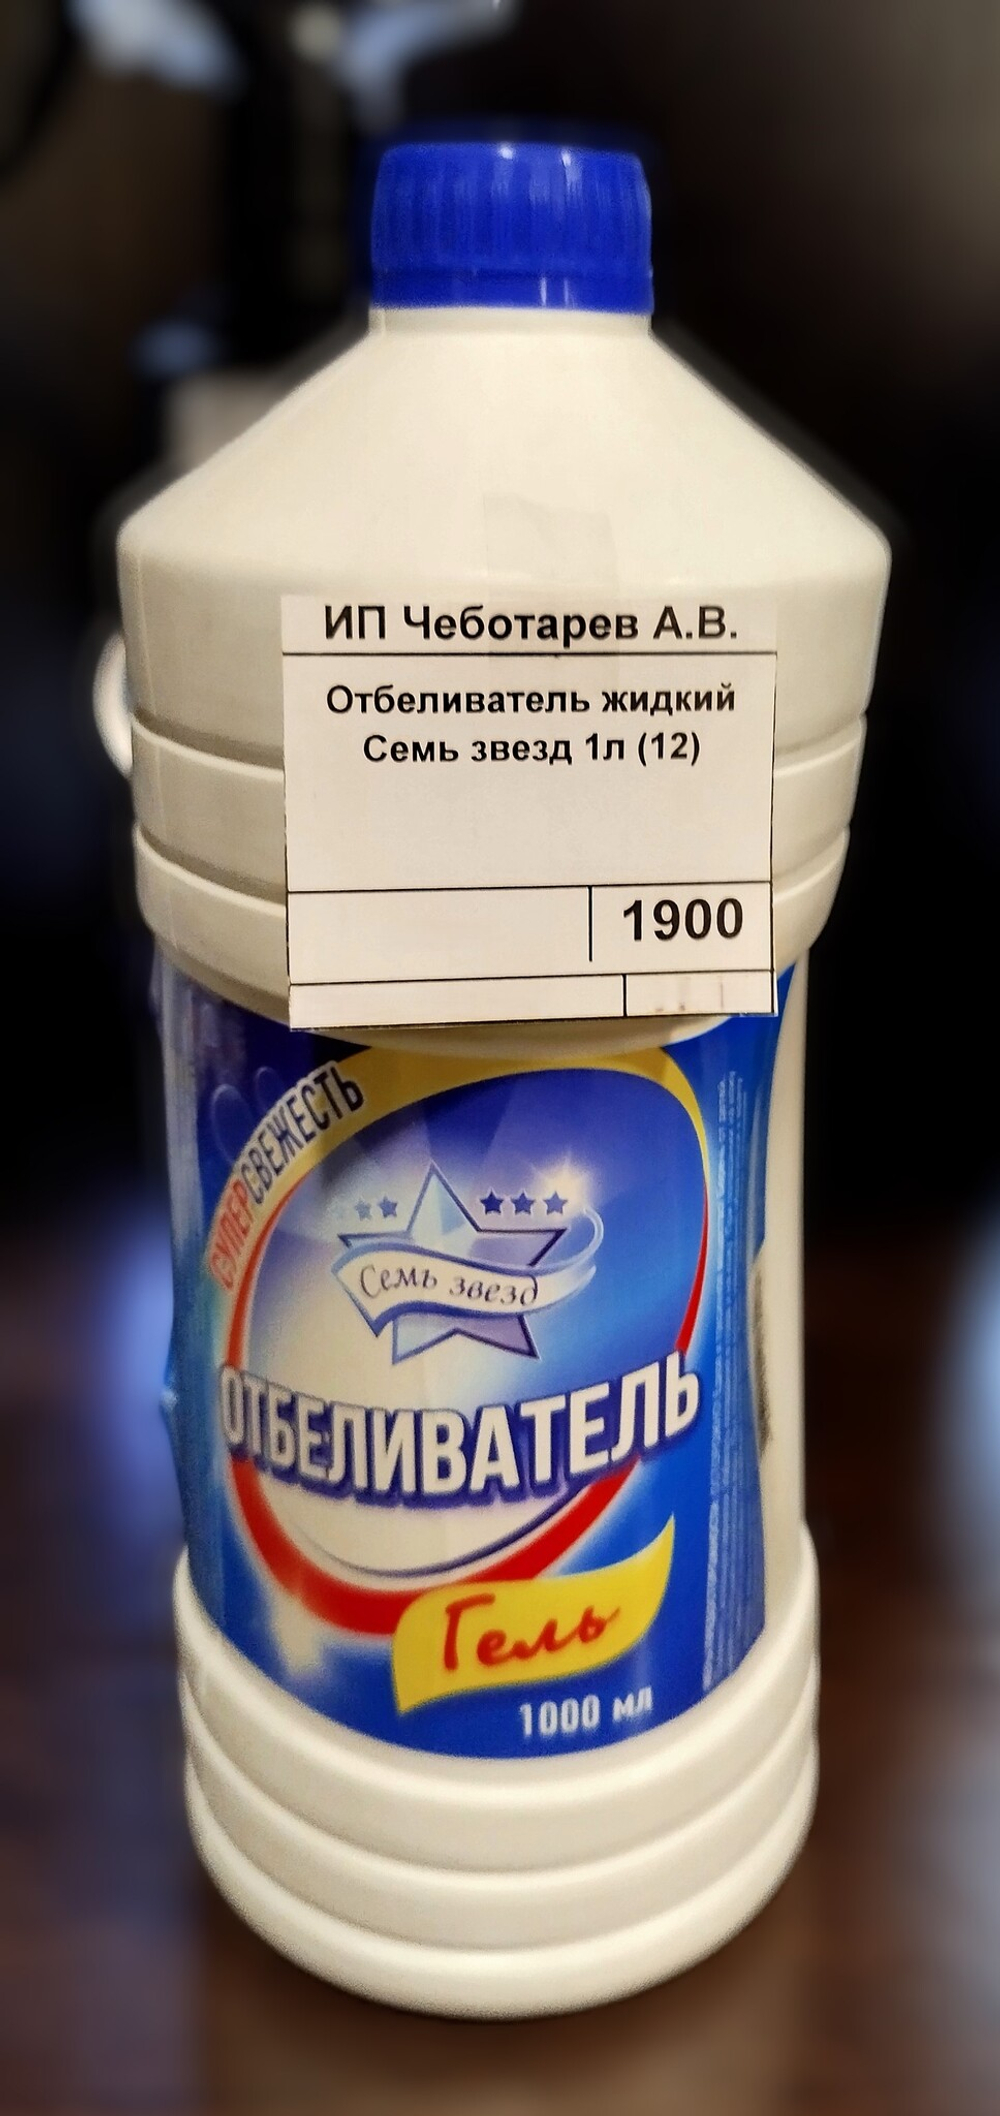 ИП Чеботарев А.В.
Отбеливатель жидкий
Семь звезд 1л (12)
1900
СУПЕРСВЕЖЕСТЬ
Семь звезд
ОТБЕЛИВАТЕЛЬ
Гель
1000 мл